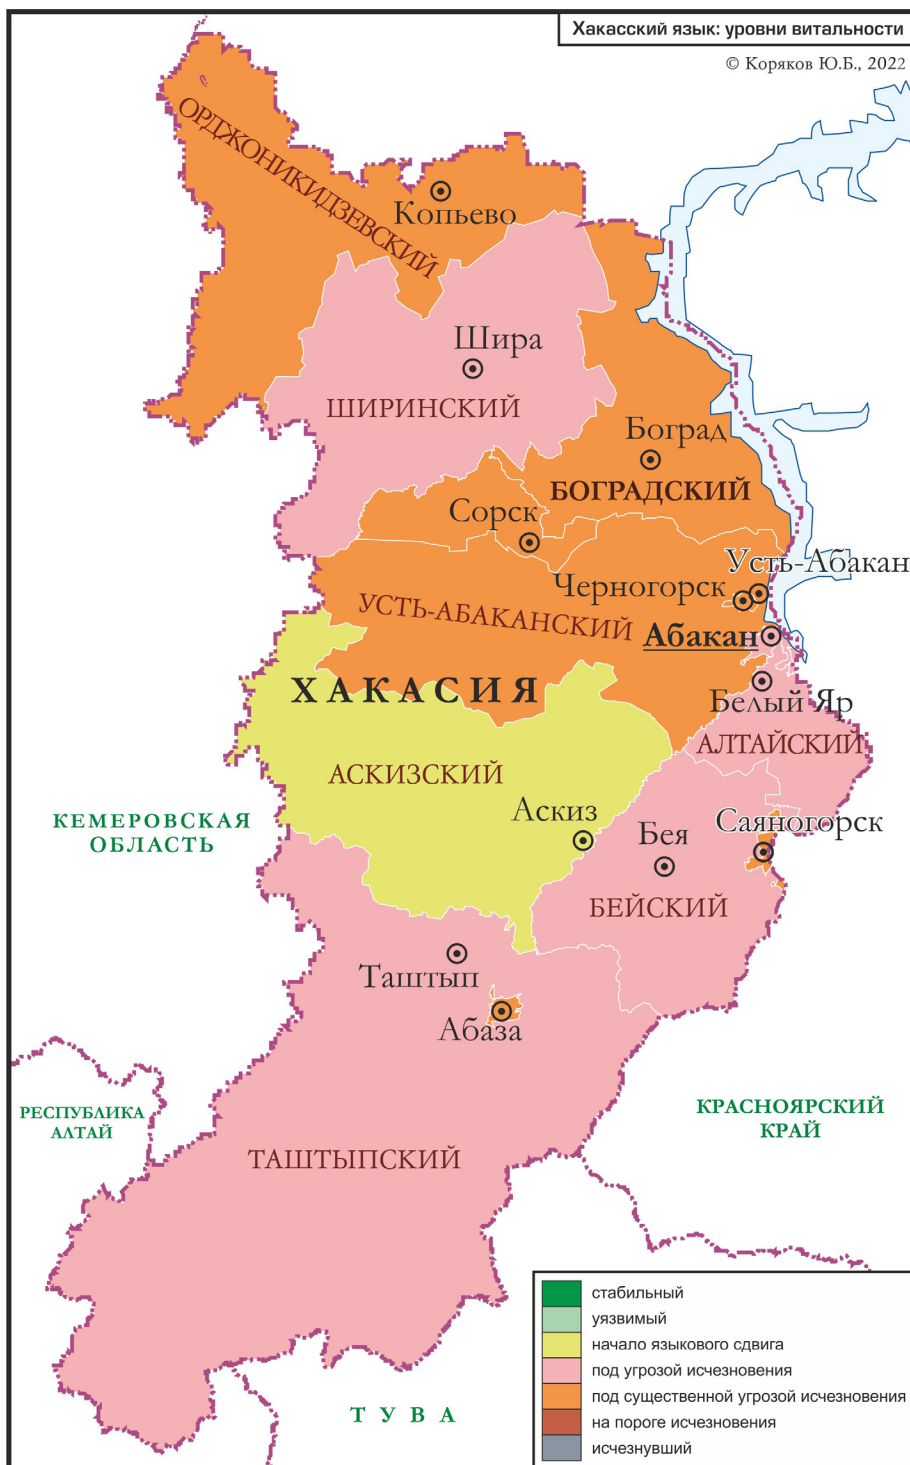 Хакасский язык: уровни витальности
© Коряков Ю.Б., 2022
ОРДЖОНИКИДЗЕВСКИЙ
Копьево
Шира
ШИРИНСКИЙ
Боград
БОГРАДСКИЙ
Сорск
Усть-Абакан
Черногорск
УСТЬ-АБАКАНСКИЙ
Абакан
ХАКАСИЯ
Белый Яр
АЛТАЙСКИЙ
АСКИЗСКИЙ
Аскиз
КЕМЕРОВСКАЯ
ОБЛАСТЬ
Саяногорск
Бея
БЕЙСКИЙ
Таштып
Абаза
РЕСПУБЛИКА
АЛТАЙ
КРАСНОЯРСКИЙ
КРАЙ
ТАШТЫПСКИЙ
ТУВА
стабильный
уязвимый
начало языкового сдвига
под угрозой исчезновения
под существенной угрозой исчезновения
на пороге исчезновения
исчезнувший